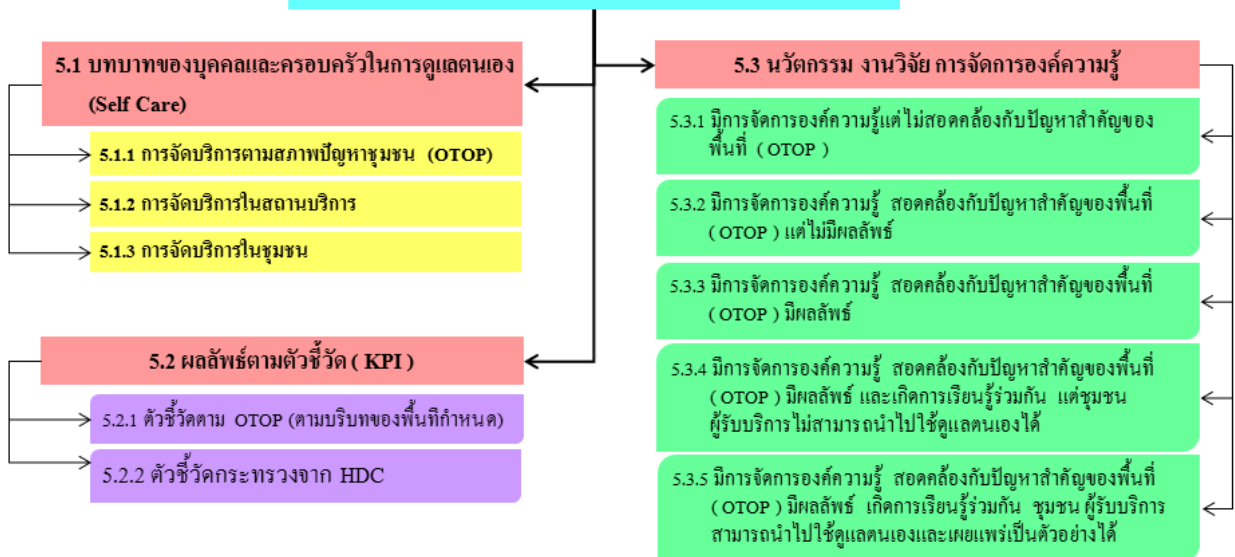 5.1 บทบาทของบุคคลและครอบครัวในการดูแลตนเอง
(Self Care)
5.1.1 การจัดบริการตามสภาพปัญหาชุมชน (OTOP)
5.1.2 การจัดบริการในสถานบริการ
5.1.3 การจัดบริการในชุมชน
5.2 ผลลัพธ์ตามตัวชี้วัด ( KPI )
5.2.1 ตัวชี้วัดตาม OTOP (ตามบริบทของพื้นที่กำหนด)
5.2.2 ตัวชี้วัดกระทรวงจาก HDC
5.3 นวัตกรรม งานวิจัย การจัดการองค์ความรู้
5.3.1 มีการจัดการองค์ความรู้แต่ไม่สอดคล้องกับปัญหาสำคัญของ
พื้นที่ ( OTOP )
5.3.2 มีการจัดการองค์ความรู้ สอดคล้องกับปัญหาสำคัญของพื้นที่
( OTOP ) แต่ไม่มีผลลัพธ์
5.3.3 มีการจัดการองค์ความรู้ สอดคล้องกับปัญหาสำคัญของพื้นที่
( OTOP ) มีผลลัพธ์
5.3.4 มีการจัดการองค์ความรู้ สอดคล้องกับปัญหาสำคัญของพื้นที่
( OTOP ) มีผลลัพธ์ และเกิดการเรียนรู้ร่วมกัน แต่ชุมชน
ผู้รับบริการไม่สามารถนำไปใช้ดูแลตนเองได้
5.3.5 มีการจัดการองค์ความรู้ สอดคล้องกับปัญหาสำคัญของพื้นที่
( OTOP ) มีผลลัพธ์ เกิดการเรียนรู้ร่วมกัน ชุมชน ผู้รับบริการ
สามารถนำไปใช้ดูแลตนเองและเผยแพร่เป็นตัวอย่างได้